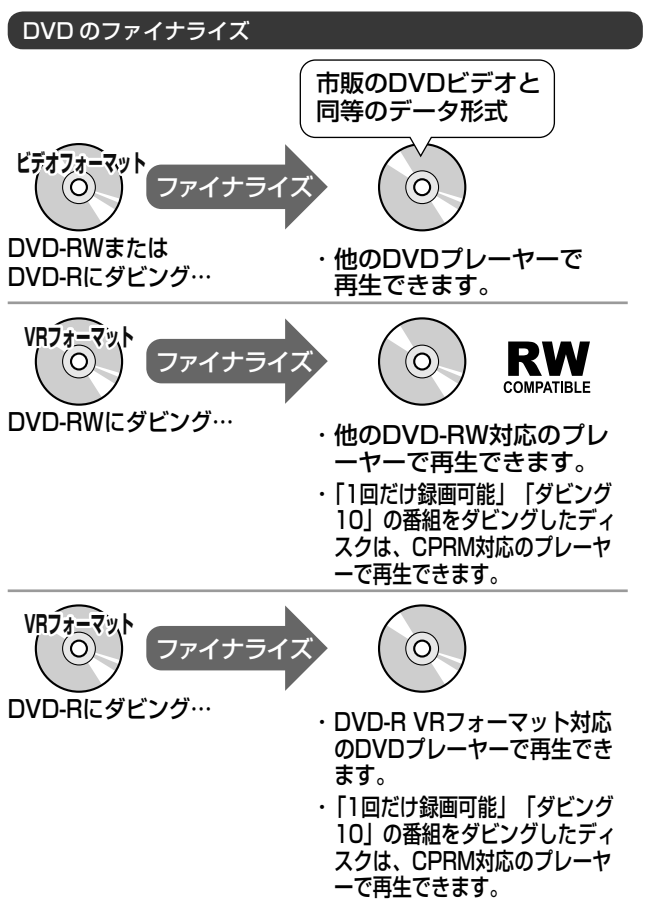 DVD のファイナライズ
市販のDVDビデオと
同等のデータ形式
ビデオフォーマット
ファイナライズ
DVD-RWまたは
DVD-Rにダビング…
・他のDVDプレーヤーで
再生できます。
VRフォーマット
ファイナライズ
RW
COMPATIBLE
DVD-RWにダビング…
・他のDVD-RW対応のプレ
ーヤーで再生できます。
・「1回だけ録画可能」「ダビング
10」の番組をダビングしたディ
スクは、CPRM対応のプレーヤ
ーで再生できます。
VRフォーマット
ファイナライズ
DVD-Rにダビング…
・DVD-R VRフォーマット対応
のDVDプレーヤーで再生でき
ます。
・「1回だけ録画可能」「ダビング
10」の番組をダビングしたディ
スクは、CPRM対応のプレーヤ
ーで再生できます。